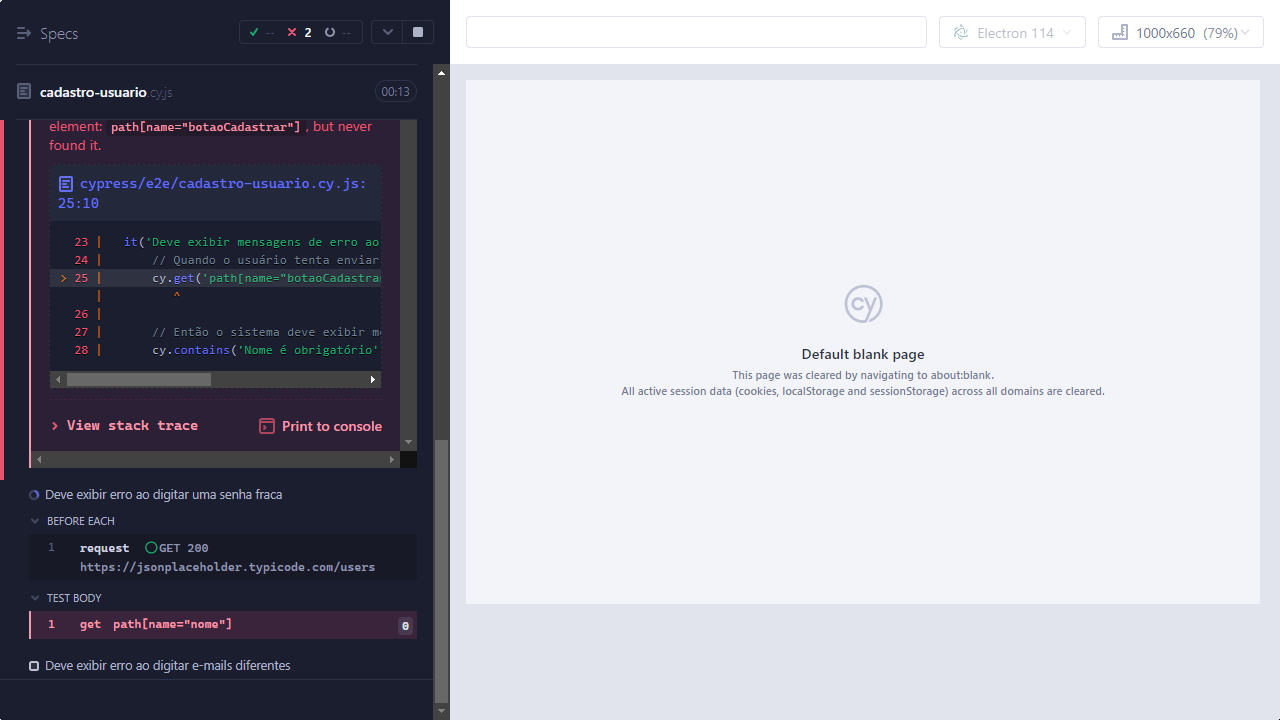 Specs
-- 2 --
Electron 114
1000x660 (79%)
cadastro-usuario.cy.js
00:13
element: path[name="botaoCadastrar"] , but never
found it.
cypress/e2e/cadastro-usuario.cy.js:
25:10
23 | it('Deve exibir mensagens de erro ao
24 | // Quando o usuário tenta enviar
> 25 | cy.get('path[name="botaoCadastrar
| ^
26 |
27 | // Então o sistema deve exibir me
28 | cy.contains('Nome é obrigatório'
View stack trace
Print to console
Deve exibir erro ao digitar uma senha fraca
BEFORE EACH
1 request GET 200
https://jsonplaceholder.typicode.com/users
TEST BODY
1 get path[name="nome"] 0
Deve exibir erro ao digitar e-mails diferentes
cy
Default blank page
This page was cleared by navigating to about:blank.
All active session data (cookies, localStorage and sessionStorage) across all domains are cleared.